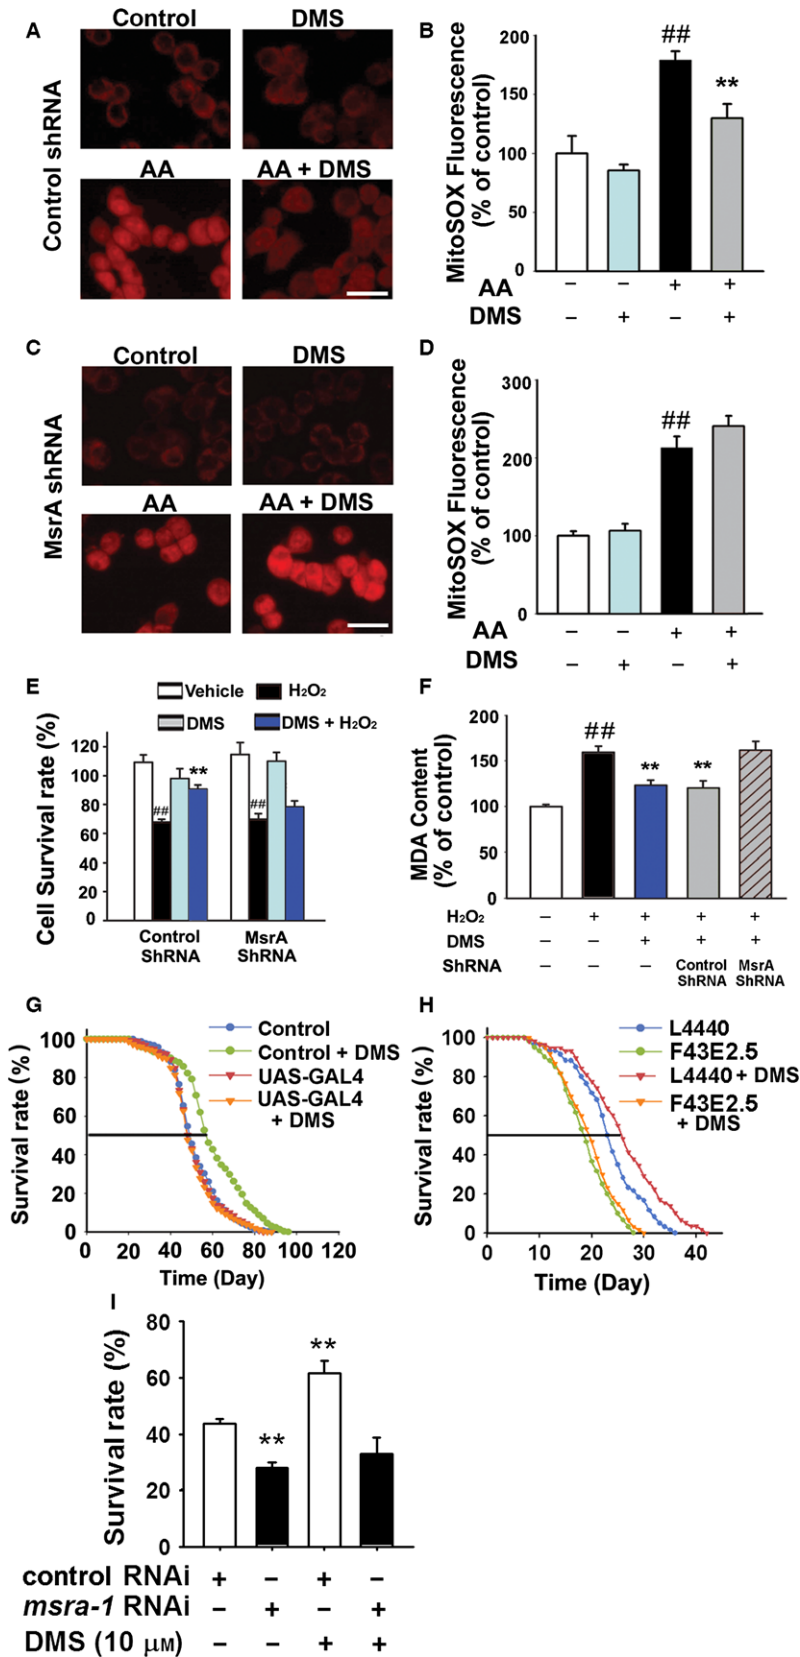 A
Control
DMS
Control shRNA
AA
AA + DMS
B
MitoSOX Fluorescence
(% of control)
200
150
100
50
0
##
**
AA – – + +
DMS – + – +
C
Control
DMS
MsrA shRNA
AA
AA + DMS
D
MitoSOX Fluorescence
(% of control)
300
200
100
0
##
AA – – + +
DMS – + – +
E
Vehicle
H₂O₂
DMS
DMS + H₂O₂
Cell Survival rate (%)
120
100
80
60
40
20
0
##
**
##
Control
ShRNA
MsrA
ShRNA
F
MDA Content
(% of control)
200
150
100
50
0
##
**
**
H₂O₂ – + + + +
DMS – – + + +
ShRNA – – – Control ShRNA MsrA ShRNA
G
Survival rate (%)
100
80
60
40
20
0
Control
Control + DMS
UAS-GAL4
UAS-GAL4
+ DMS
0 20 40 60 80 100 120
Time (Day)
H
Survival rate (%)
100
80
60
40
20
0
L4440
F43E2.5
L4440 + DMS
F43E2.5
+ DMS
0 10 20 30 40
Time (Day)
I
Survival rate (%)
80
60
40
20
0
**
**
control RNAi + – + –
msra-1 RNAi – + – +
DMS (10 μM) – – + +